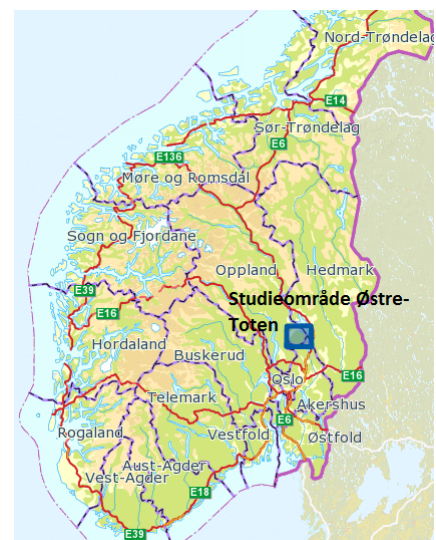 Nord-Trøndelag
E14
Sør-Trøndelag
E6
E136
Møre og Romsdal
Sogn og Fjordane
Oppland
Hedmark
E39
Studieområde Østre-
Toten
E16
Hordaland
Buskerud
Oslo
E16
Telemark
Akershus
E6
Rogaland
Vestfold
Østfold
Aust-Agder
Vest-Agder
E18
E39